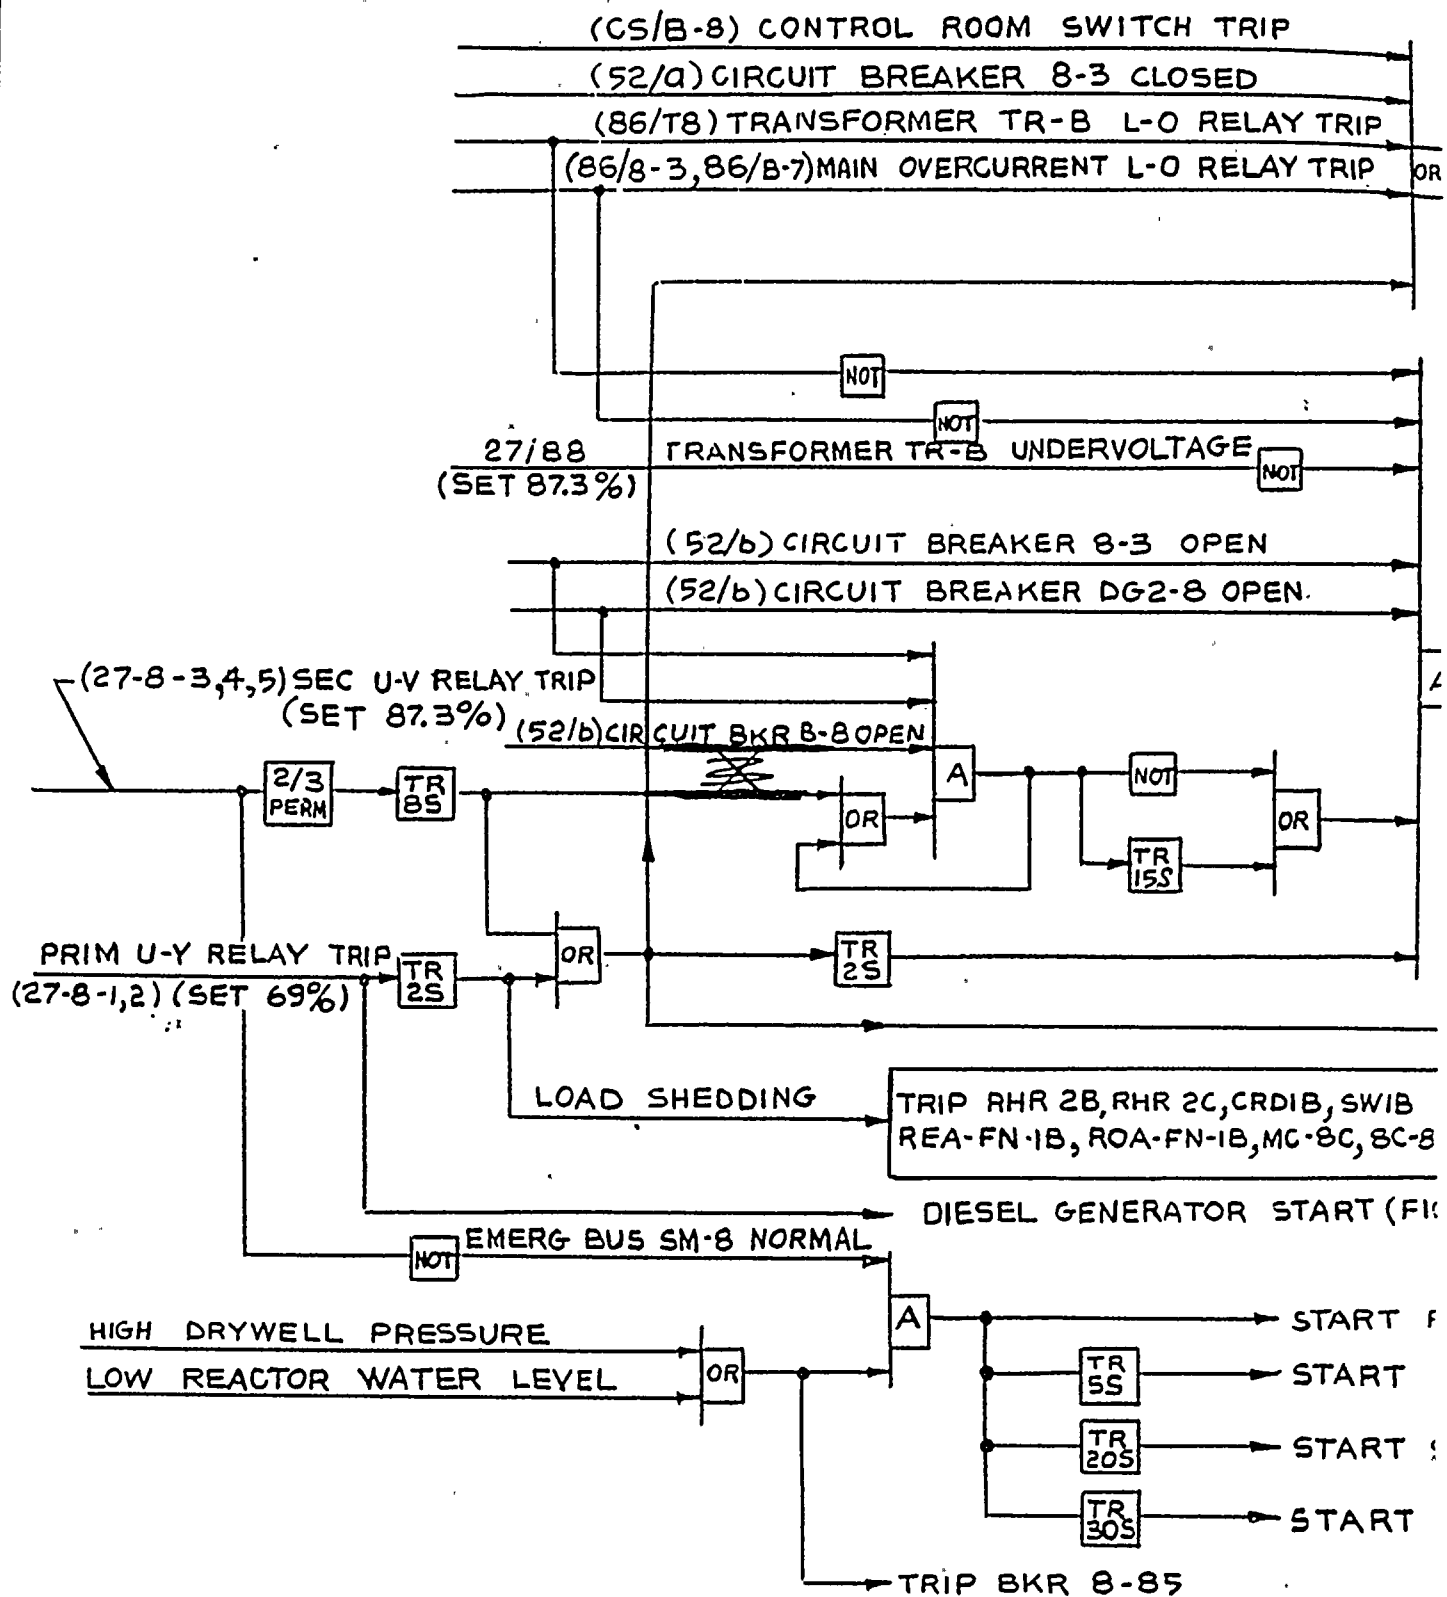 (CS/B-8) CONTROL ROOM SWITCH TRIP
(52/a) CIRCUIT BREAKER 8-3 CLOSED
(86/T8) TRANSFORMER TR-B L-O RELAY TRIP
(86/8-3, 86/B-7) MAIN OVERCURRENT L-O RELAY TRIP
OR
NOT
NOT
27/88 TRANSFORMER TR-B UNDERVOLTAGE
(SET 87.3%)
NOT
(52/b) CIRCUIT BREAKER 8-3 OPEN
(52/b) CIRCUIT BREAKER DG2-8 OPEN.
(27-8-3,4,5) SEC U-V RELAY TRIP
(SET 87.3%)
(52/b) CIRCUIT BKR B-8 OPEN
A
2/3
PERM
TR
8S
OR
NOT
TR
15S
OR
PRIM U-Y RELAY TRIP
(27-8-1,2) (SET 69%)
TR
2S
OR
TR
2S
LOAD SHEDDING
TRIP RHR 2B, RHR 2C, CRD1B, SW1B
REA-FN-1B, ROA-FN-1B, MC-8C, 8C-8
DIESEL GENERATOR START
NOT
EMERG BUS SM-8 NORMAL
HIGH DRYWELL PRESSURE
LOW REACTOR WATER LEVEL
OR
A
START
TR
5S
START
TR
20S
START
TR
30S
START
TRIP BKR 8-85